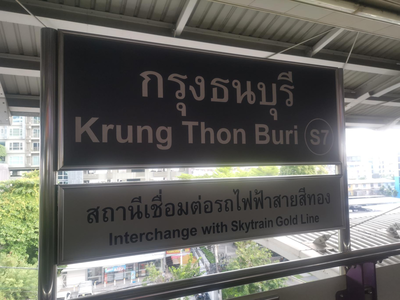 กรุงธนบุรี
Krung Thon Buri S7
สถานีเชื่อมต่อรถไฟฟ้าสายสีทอง
Interchange with Skytrain Gold Line